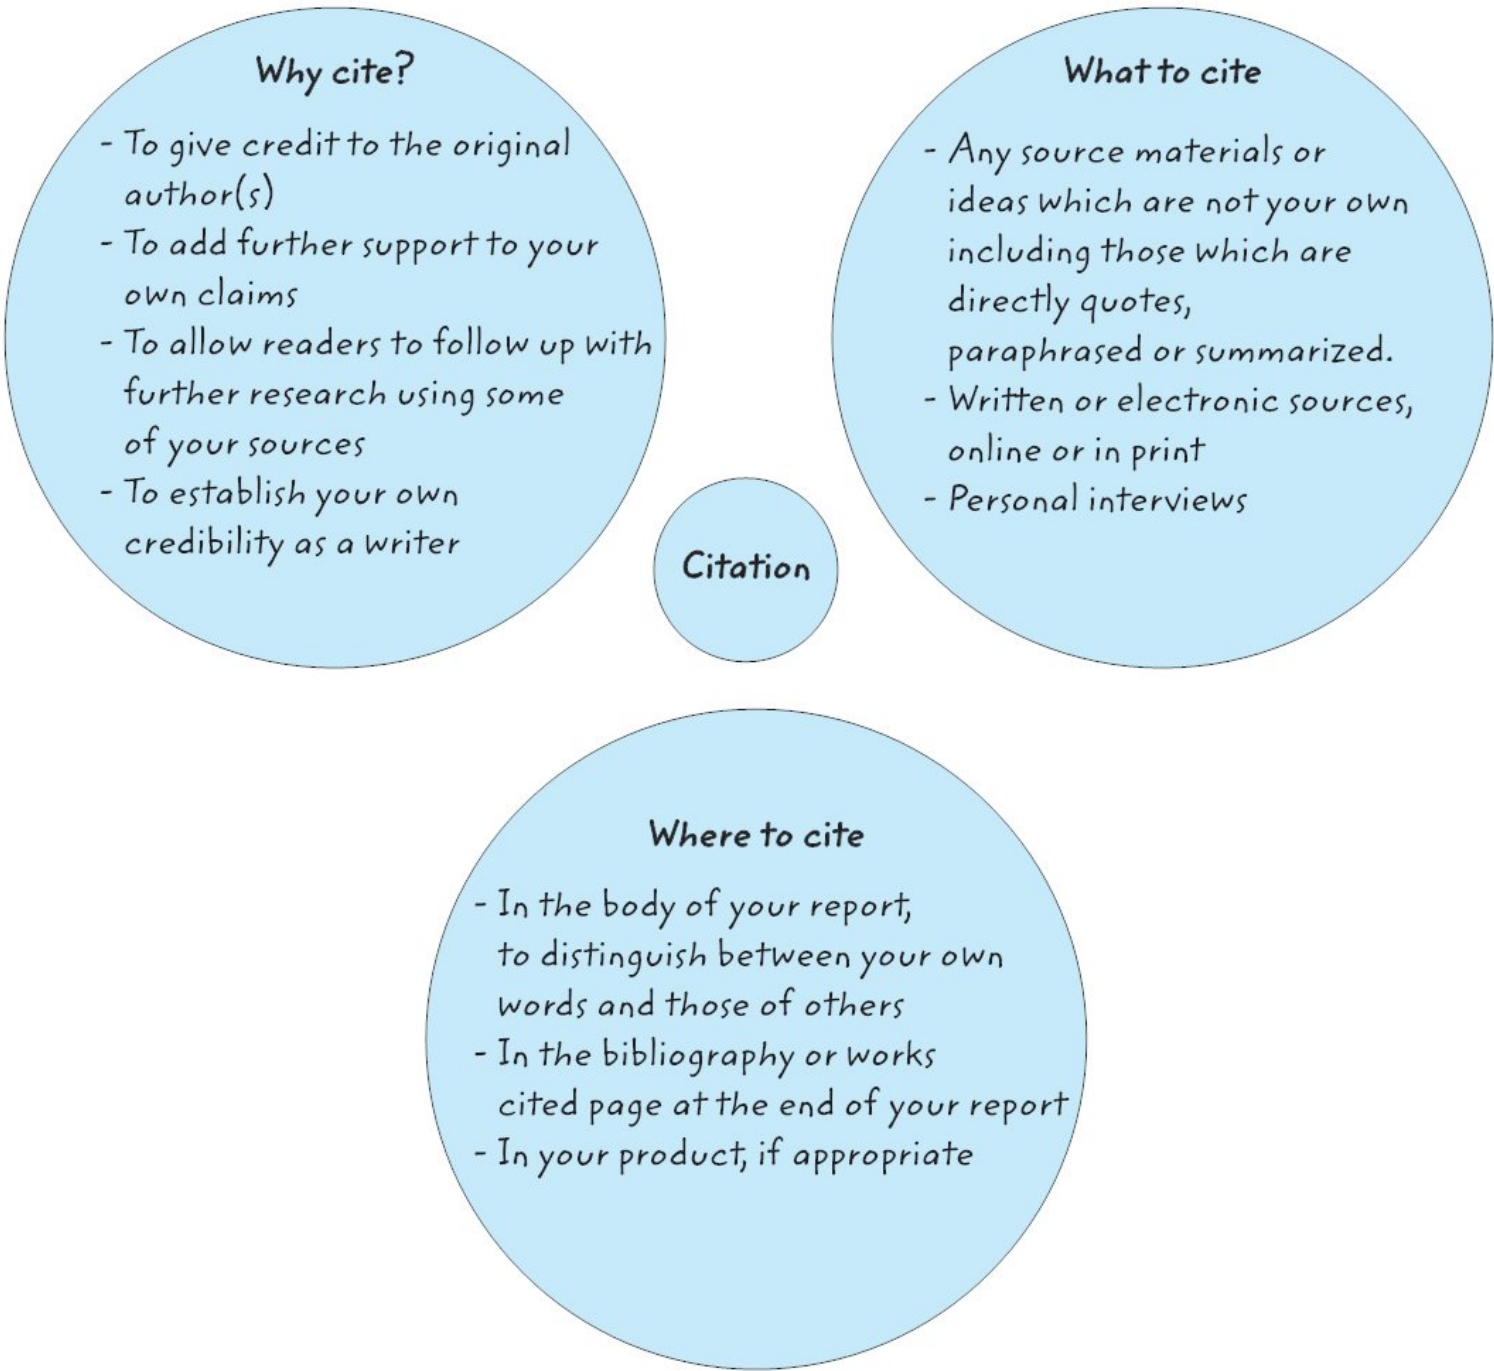 Why cite?
- To give credit to the original
author(s)
- To add further support to your
own claims
- To allow readers to follow up with
further research using some
of your sources
- To establish your own
credibility as a writer
What to cite
- Any source materials or
ideas which are not your own
including those which are
directly quotes,
paraphrased or summarized.
- Written or electronic sources,
online or in print
- Personal interviews
Citation
Where to cite
- In the body of your report,
to distinguish between your own
words and those of others
- In the bibliography or works
cited page at the end of your report
- In your product, if appropriate